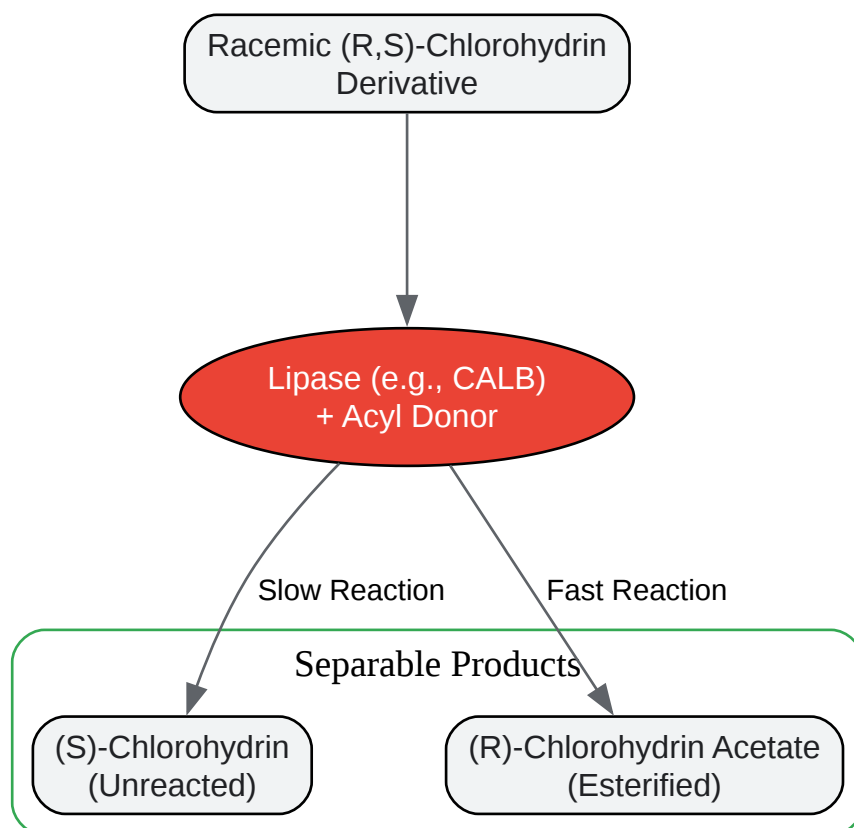 Racemic (R,S)-Chlorohydrin
Derivative
Lipase (e.g., CALB)
+ Acyl Donor
Slow Reaction
Fast Reaction
Separable Products
(S)-Chlorohydrin
(Unreacted)
(R)-Chlorohydrin Acetate
(Esterified)